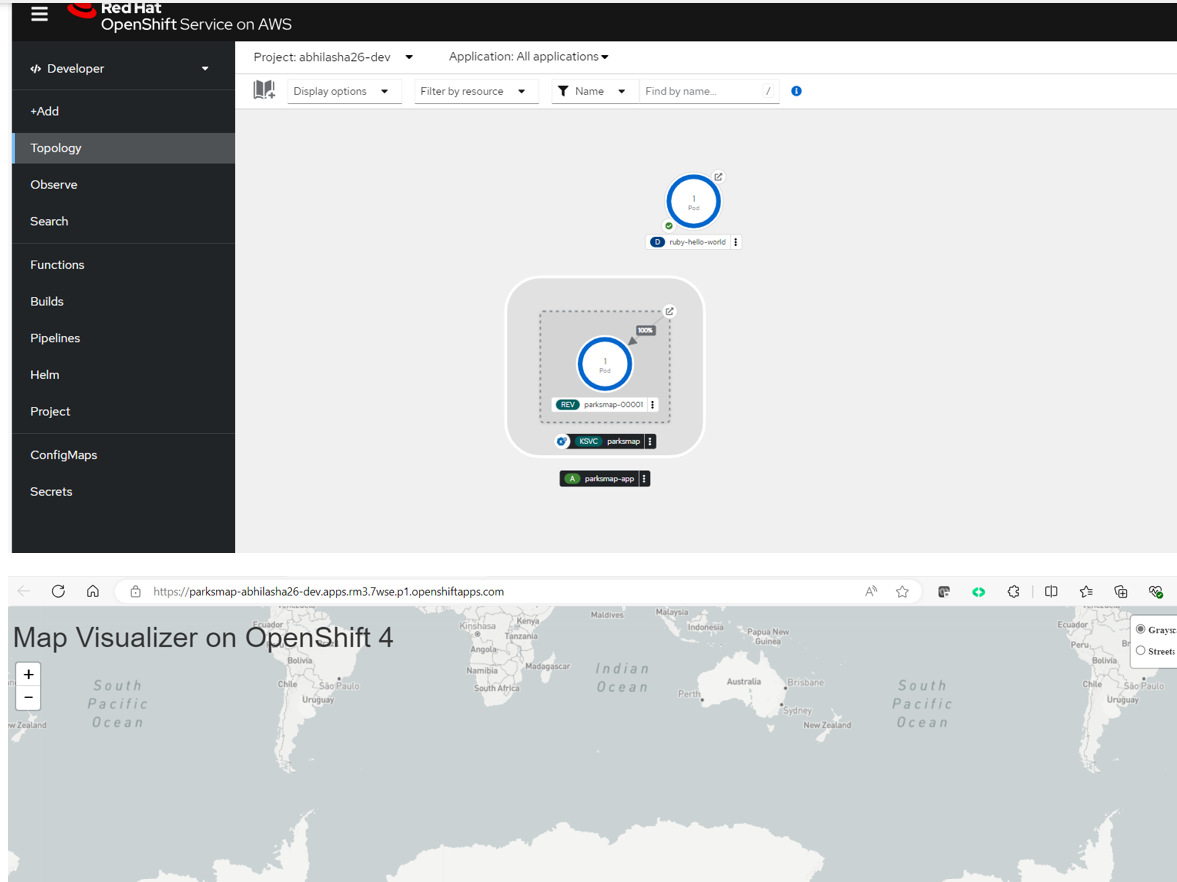 Red Hat
OpenShift Service on AWS
Developer
Project: abhilasha26-dev
Application: All applications
Display options
Filter by resource
Name
Find by name...
/
+Add
Topology
Observe
Search
Functions
Builds
Pipelines
Helm
Project
ConfigMaps
Secrets
1
Pod
D ruby-hello-world
100%
1
Pod
REV parksmap-00001
KSVC parksmap
A parksmap-app
https://parksmap-abhilasha26-dev.apps.rm3.7wse.p1.openshiftapps.com
Map Visualizer on OpenShift 4
+
−
Ecuador
Bolivia
Chile
São Paulo
Uruguay
South
Pacific
Ocean
w Zealand
Kinshasa
Kenya
Tanzania
Angola
Namibia
Madagascar
South Africa
Maldives
Malaysia
Indonesia
Papua New
Guinea
Indian
Ocean
Australia
Brisbane
Perth
Sydney
New Zealand
South
Pacific
Ocean
Ecuador
Peru
Br
Bolivia
Chile
São Paulo
Uruguay
Graysc
Streets